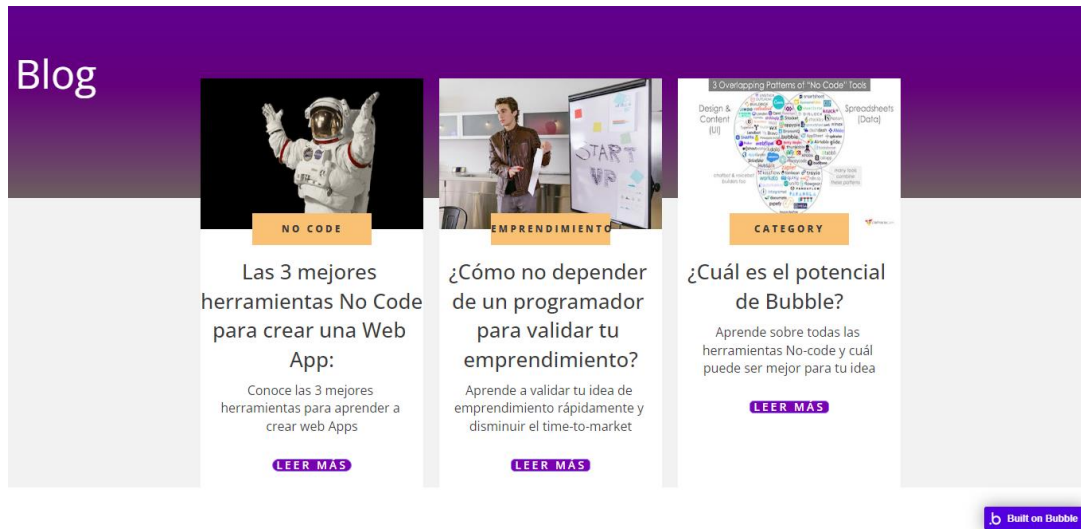 Blog
NO CODE
Las 3 mejores
herramientas No Code
para crear una Web
App:
Conoce las 3 mejores
herramientas para aprender a
crear web Apps
LEER MÁS
START
UP
EMPRENDIMIENTO
¿Cómo no depender
de un programador
para validar tu
emprendimiento?
Aprende a validar tu idea de
emprendimiento rápidamente y
disminuir el time-to-market
LEER MÁS
3 Overlapping Patterns of "No Code" Tools
Design &
Content
(UI)
Spreadsheets
(Data)
CATEGORY
¿Cuál es el potencial
de Bubble?
Aprende sobre todas las
herramientas No-code y cuál
puede ser mejor para tu idea
LEER MÁS
.b Built on Bubble